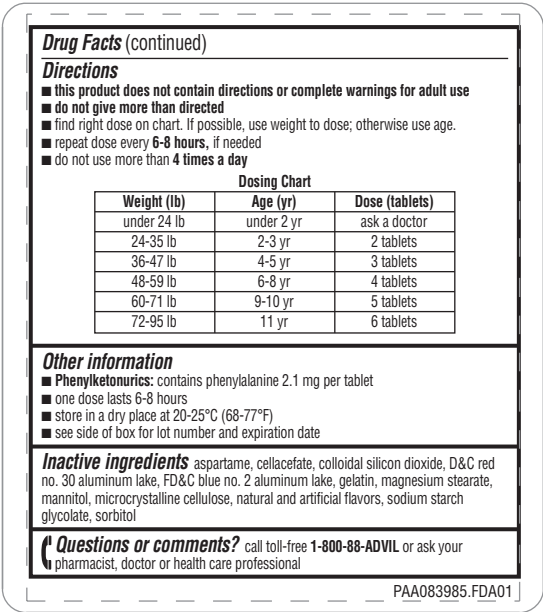 Drug Facts (continued)
Directions
■ this product does not contain directions or complete warnings for adult use
■ do not give more than directed
■ find right dose on chart. If possible, use weight to dose; otherwise use age.
■ repeat dose every 6-8 hours, if needed
■ do not use more than 4 times a day
Dosing Chart
Weight (lb) Age (yr) Dose (tablets)
under 24 lb under 2 yr ask a doctor
24-35 lb 2-3 yr 2 tablets
36-47 lb 4-5 yr 3 tablets
48-59 lb 6-8 yr 4 tablets
60-71 lb 9-10 yr 5 tablets
72-95 lb 11 yr 6 tablets
Other information
■ Phenylketonurics: contains phenylalanine 2.1 mg per tablet
■ one dose lasts 6-8 hours
■ store in a dry place at 20-25°C (68-77°F)
■ see side of box for lot number and expiration date
Inactive ingredients aspartame, cellacefate, colloidal silicon dioxide, D&C red
no. 30 aluminum lake, FD&C blue no. 2 aluminum lake, gelatin, magnesium stearate,
mannitol, microcrystalline cellulose, natural and artificial flavors, sodium starch
glycolate, sorbitol
Questions or comments? call toll-free 1-800-88-ADVIL or ask your
pharmacist, doctor or health care professional
PAA083985.FDA01